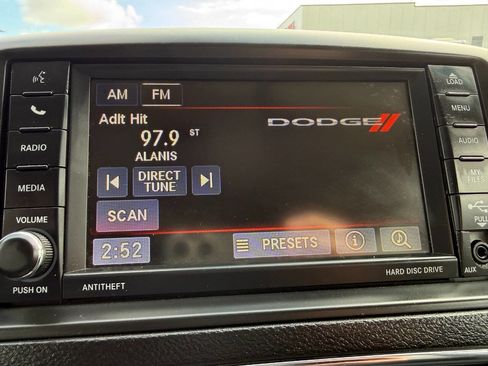 LOAD
AM FM
PHONE
MENU
Adlt Hit
97.9 ST
DODGE
RADIO
AUDIO
ALANIS
MY FILES
DIRECT TUNE
MEDIA
SCAN
PULL
VOLUME
2:52
PRESETS
AUX
PUSH ON
ANTITHEFT
HARD DISC DRIVE